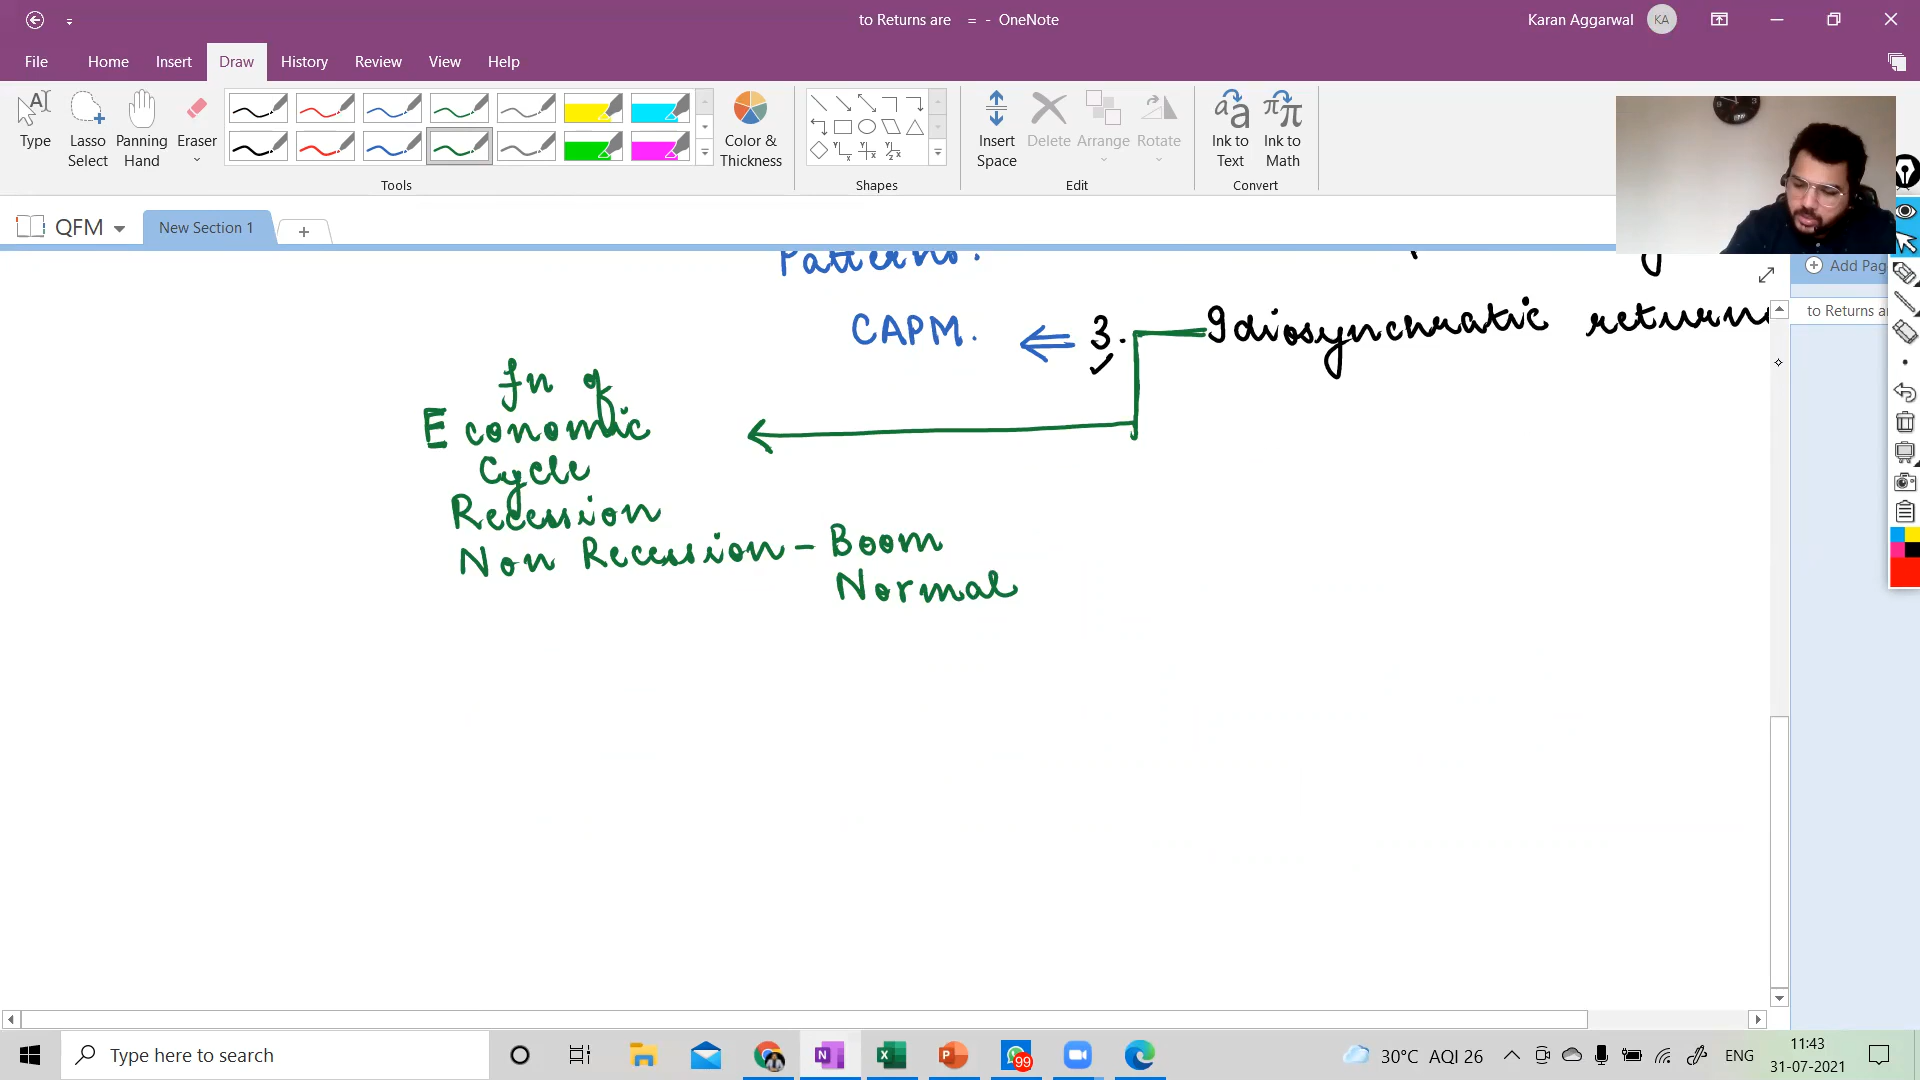 to Returns are = - OneNote
Karan Aggarwal KA
File Home Insert Draw History Review View Help
Type
Lasso Select
Panning Hand
Eraser
Color & Thickness
Insert Space
Delete
Arrange
Rotate
Ink to Text
Ink to Math
Tools
Shapes
Edit
Convert
QFM
New Section 1
Add Pag
to Returns a
Patterns.
CAPM.
3. Idiosynchratic returns
fn of
Economic
Cycle
Recession
Non Recession - Boom
Normal
Type here to search
99
30°C AQI 26
ENG
11:43
31-07-2021